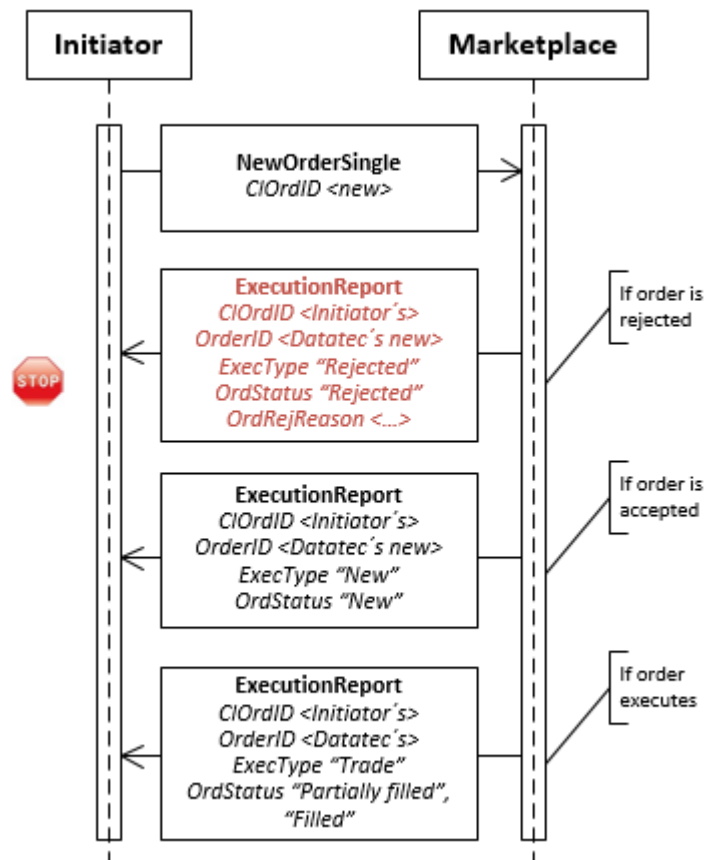 Initiator
Marketplace
NewOrderSingle
ClOrdID <new>
ExecutionReport
ClOrdID <Initiator´s>
OrderID <Datatec´s new>
ExecType “Rejected”
OrdStatus “Rejected”
OrdRejReason <...>
If order is
rejected
STOP
ExecutionReport
ClOrdID <Initiator´s>
OrderID <Datatec´s new>
ExecType “New”
OrdStatus “New”
If order is
accepted
ExecutionReport
ClOrdID <Initiator´s>
OrderID <Datatec´s>
ExecType “Trade”
OrdStatus “Partially filled”,
“Filled”
If order
executes